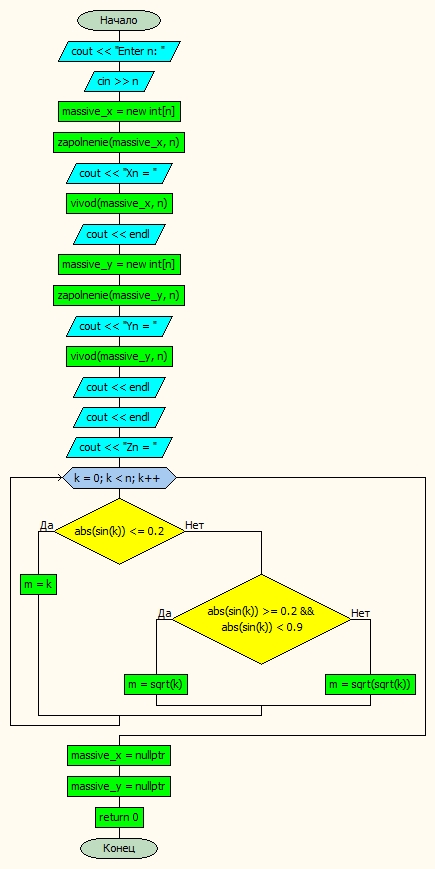 Начало
cout << "Enter n: "
cin >> n
massive_x = new int[n]
zapolnenie(massive_x, n)
cout << "Xn = "
vivod(massive_x, n)
cout << endl
massive_y = new int[n]
zapolnenie(massive_y, n)
cout << "Yn = "
vivod(massive_y, n)
cout << endl
cout << endl
cout << "Zn = "
k = 0; k < n; k++
Да
abs(sin(k)) <= 0.2
Нет
m = k
Да
abs(sin(k)) >= 0.2 &&
abs(sin(k)) < 0.9
Нет
m = sqrt(k)
m = sqrt(sqrt(k))
massive_x = nullptr
massive_y = nullptr
return 0
Конец